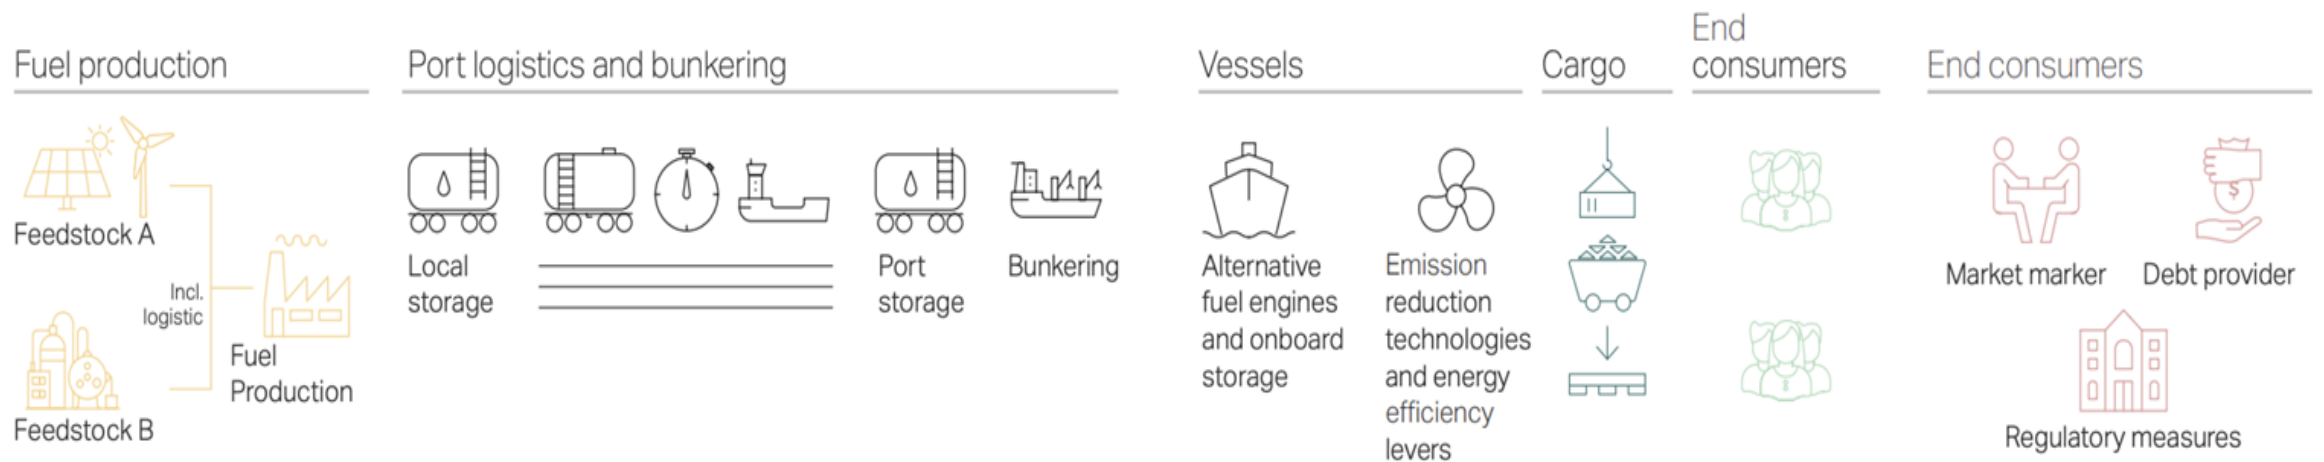 Fuel production
Feedstock A
Incl.
logistic
Fuel
Production
Feedstock B
Port logistics and bunkering
Local
storage
Port
storage
Bunkering
Vessels
Alternative
fuel engines
and onboard
storage
Emission
reduction
technologies
and energy
efficiency
levers
Cargo
End
consumers
End consumers
$
Market marker
Debt provider
Regulatory measures